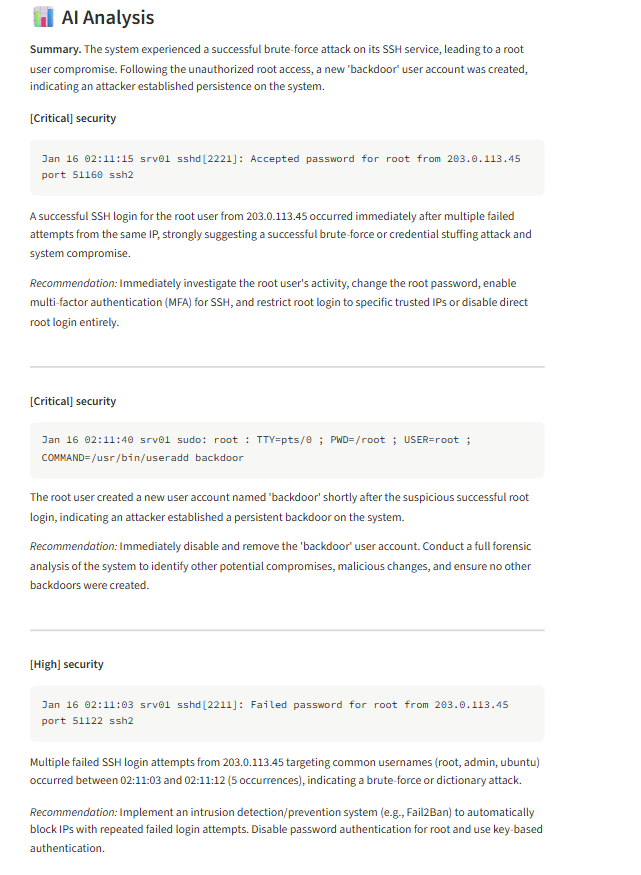 AI Analysis
Summary. The system experienced a successful brute-force attack on its SSH service, leading to a root
user compromise. Following the unauthorized root access, a new 'backdoor' user account was created,
indicating an attacker established persistence on the system.
[Critical] security
Jan 16 02:11:15 srv01 sshd[2221]: Accepted password for root from 203.0.113.45
port 51160 ssh2
A successful SSH login for the root user from 203.0.113.45 occurred immediately after multiple failed
attempts from the same IP, strongly suggesting a successful brute-force or credential stuffing attack and
system compromise.
Recommendation: Immediately investigate the root user's activity, change the root password, enable
multi-factor authentication (MFA) for SSH, and restrict root login to specific trusted IPs or disable direct
root login entirely.
[Critical] security
Jan 16 02:11:40 srv01 sudo: root : TTY=pts/0 ; PWD=/root ; USER=root ;
COMMAND=/usr/bin/useradd backdoor
The root user created a new user account named 'backdoor' shortly after the suspicious successful root
login, indicating an attacker established a persistent backdoor on the system.
Recommendation: Immediately disable and remove the 'backdoor' user account. Conduct a full forensic
analysis of the system to identify other potential compromises, malicious changes, and ensure no other
backdoors were created.
[High] security
Jan 16 02:11:03 srv01 sshd[2211]: Failed password for root from 203.0.113.45
port 51122 ssh2
Multiple failed SSH login attempts from 203.0.113.45 targeting common usernames (root, admin, ubuntu)
occurred between 02:11:03 and 02:11:12 (5 occurrences), indicating a brute-force or dictionary attack.
Recommendation: Implement an intrusion detection/prevention system (e.g., Fail2Ban) to automatically
block IPs with repeated failed login attempts. Disable password authentication for root and use key-based
authentication.